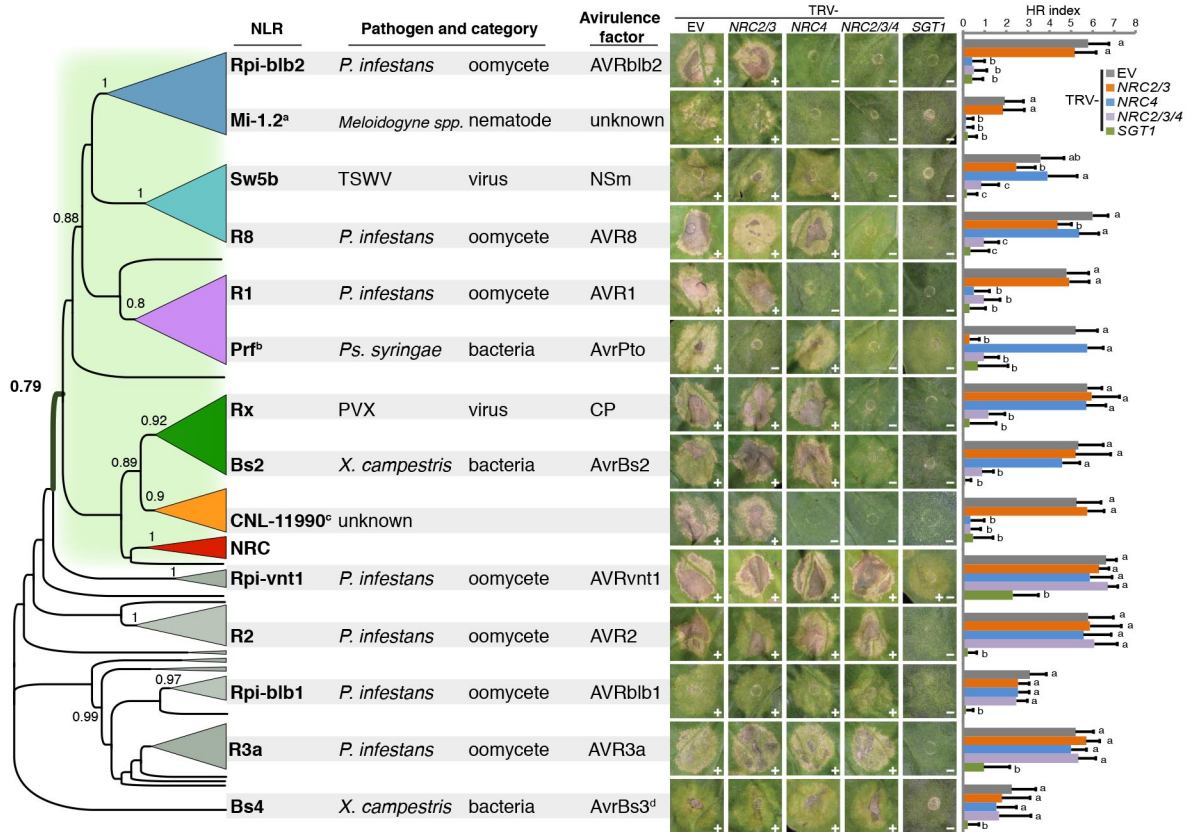 NLR Pathogen and category Avirulence factor
TRV-
EV NRC2/3 NRC4 NRC2/3/4 SGT1
HR index
0 1 2 3 4 5 6 7 8
Rpi-blb2 P. infestans oomycete AVRblb2 + + – – – a a b b b
TRV-
EV
NRC2/3
NRC4
NRC2/3/4
SGT1
Mi-1.2ᵃ Meloidogyne spp. nematode unknown + + – – – a a b b b
Sw5b TSWV virus NSm + + + – – ab b a c c
R8 P. infestans oomycete AVR8 + + + – – a b a c c
R1 P. infestans oomycete AVR1 + + – – – a a b b b
Prfᵇ Ps. syringae bacteria AvrPto + – + – – a b a b b
Rx PVX virus CP + + + – – a a a b b
Bs2 X. campestris bacteria AvrBs2 + + + – – a a a b b
CNL-11990ᶜ unknown + + – – – a a b b b
NRC
Rpi-vnt1 P. infestans oomycete AVRvnt1 + + + + + – a a a a b
R2 P. infestans oomycete AVR2 + + + + – a a a a b
Rpi-blb1 P. infestans oomycete AVRblb1 + + + + – a a a a b
R3a P. infestans oomycete AVR3a + + + + – a a a a b
Bs4 X. campestris bacteria AvrBs3ᵈ + + + + – a a a a b
1
1
0.88
0.8
0.79
0.92
0.89
0.9
1
1
1
0.97
0.99